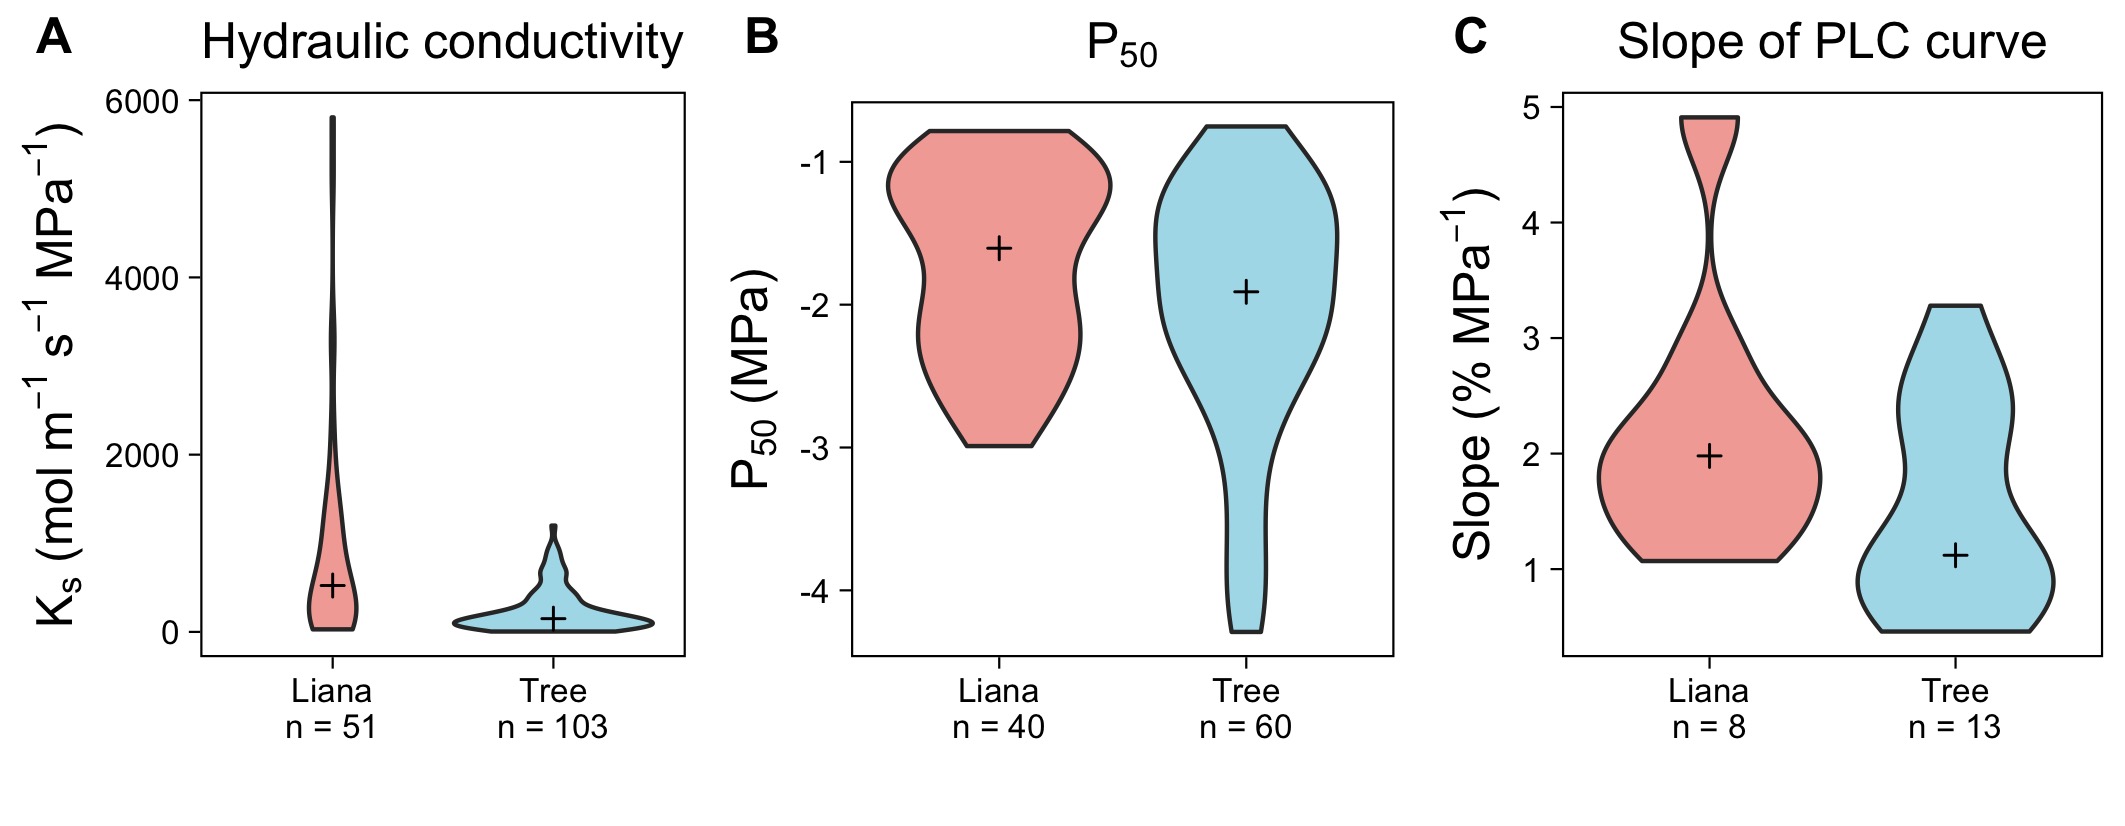 A Hydraulic conductivity
Kₛ (mol m⁻¹ s⁻¹ MPa⁻¹)
6000
4000
2000
0
Liana
n = 51
Tree
n = 103
B P₅₀
P₅₀ (MPa)
-1
-2
-3
-4
Liana
n = 40
Tree
n = 60
C Slope of PLC curve
Slope (% MPa⁻¹)
5
4
3
2
1
Liana
n = 8
Tree
n = 13